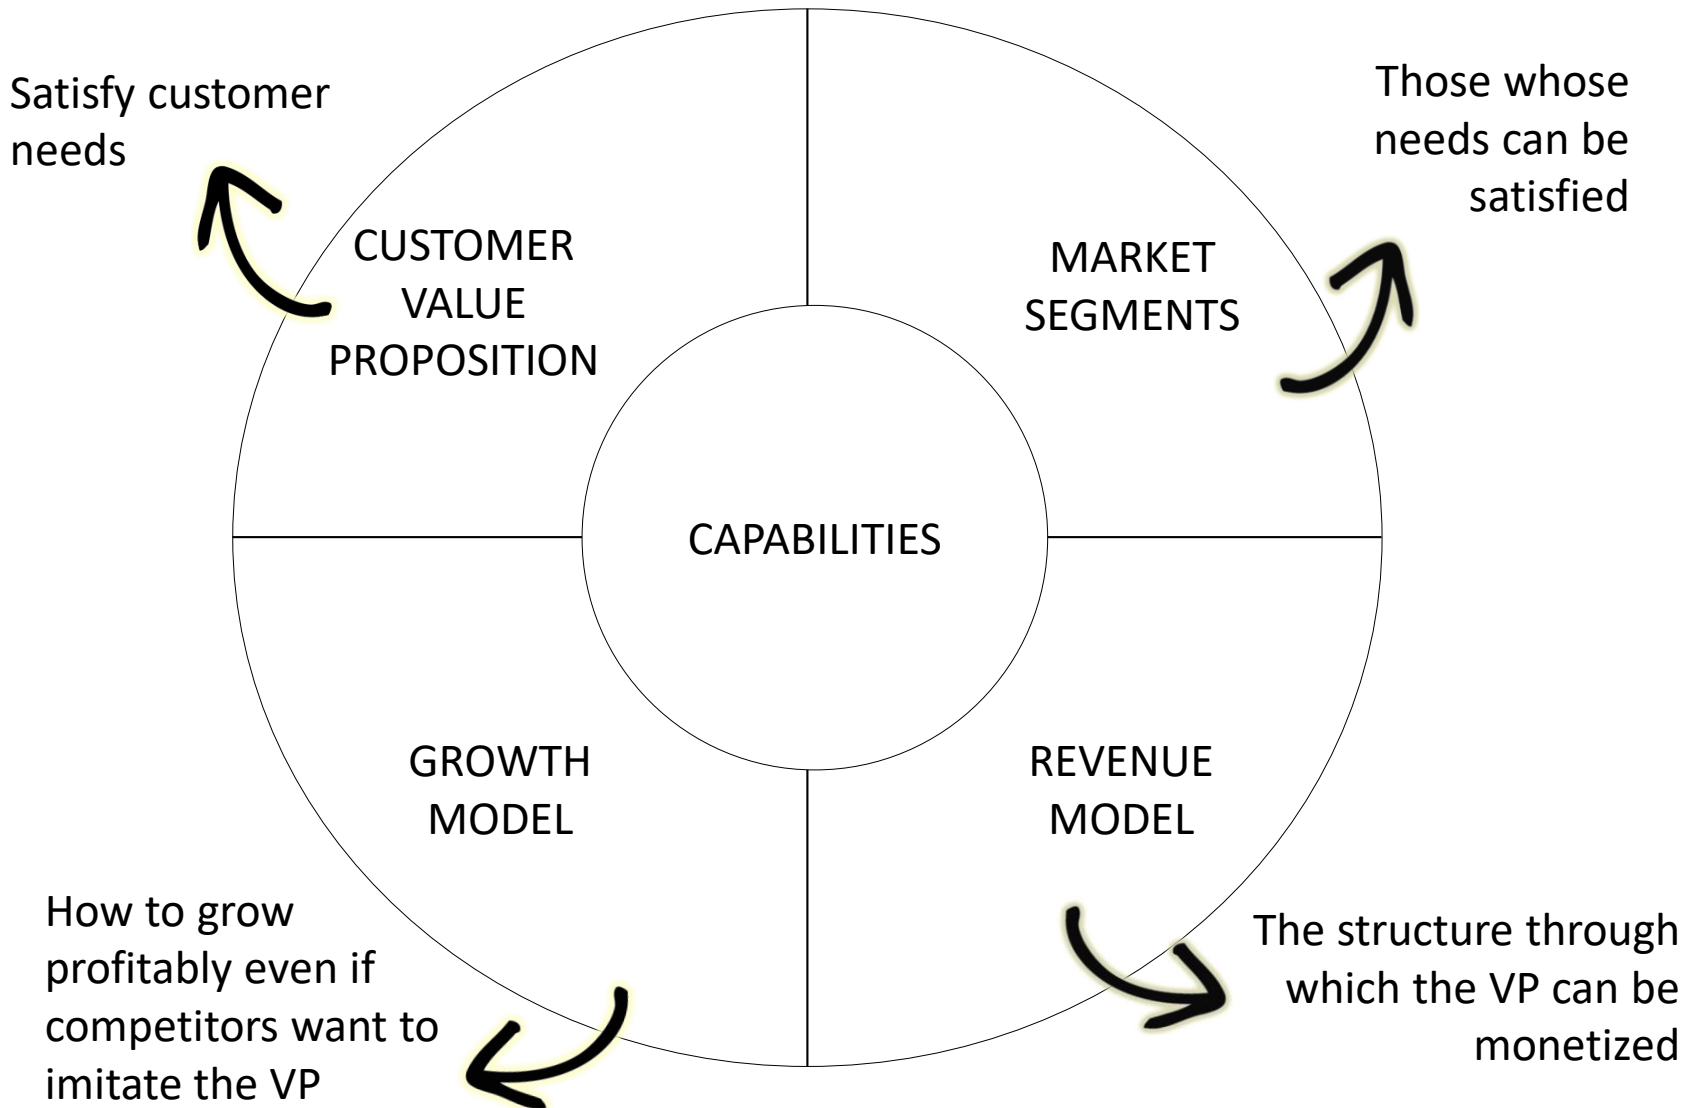 Satisfy customer
needs
Those whose
needs can be
satisfied
CUSTOMER
VALUE
PROPOSITION
MARKET
SEGMENTS
CAPABILITIES
GROWTH
MODEL
REVENUE
MODEL
How to grow
profitably even if
competitors want to
imitate the VP
The structure through
which the VP can be
monetized